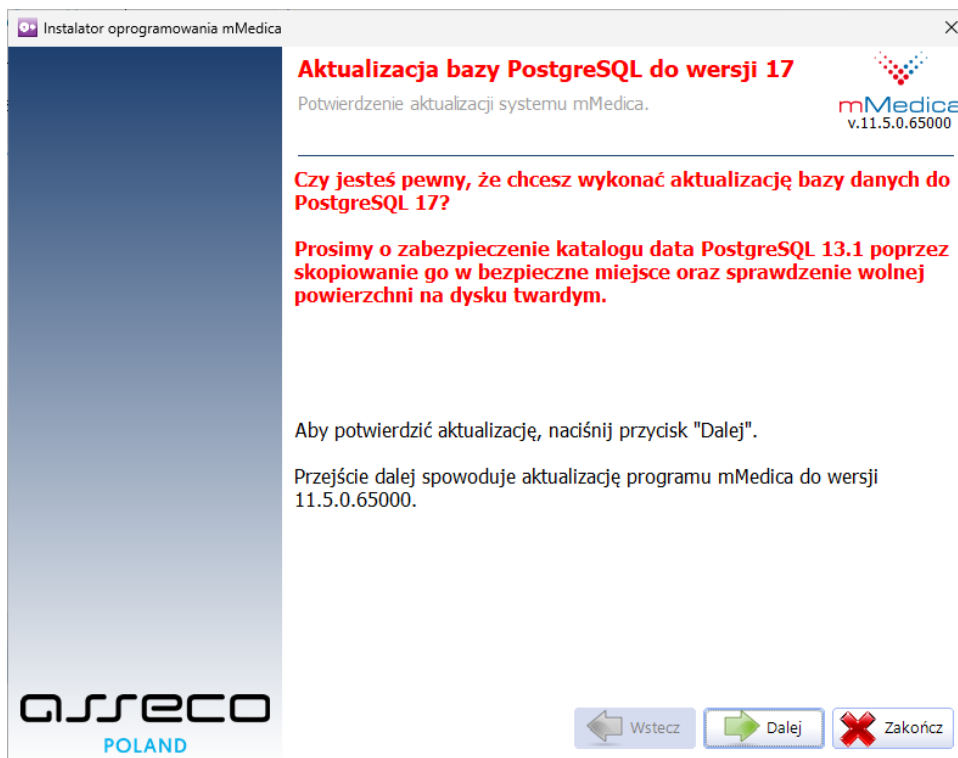 Instalator oprogramowania mMedica
Aktualizacja bazy PostgreSQL do wersji 17
Potwierdzenie aktualizacji systemu mMedica.
mMedica
v.11.5.0.65000
Czy jesteś pewny, że chcesz wykonać aktualizację bazy danych do
PostgreSQL 17?
Prosimy o zabezpieczenie katalogu data PostgreSQL 13.1 poprzez
skopiowanie go w bezpieczne miejsce oraz sprawdzenie wolnej
powierzchni na dysku twardym.
Aby potwierdzić aktualizację, naciśnij przycisk "Dalej".
Przejście dalej spowoduje aktualizację programu mMedica do wersji
11.5.0.65000.
asseco
POLAND
Wstecz
Dalej
Zakończ